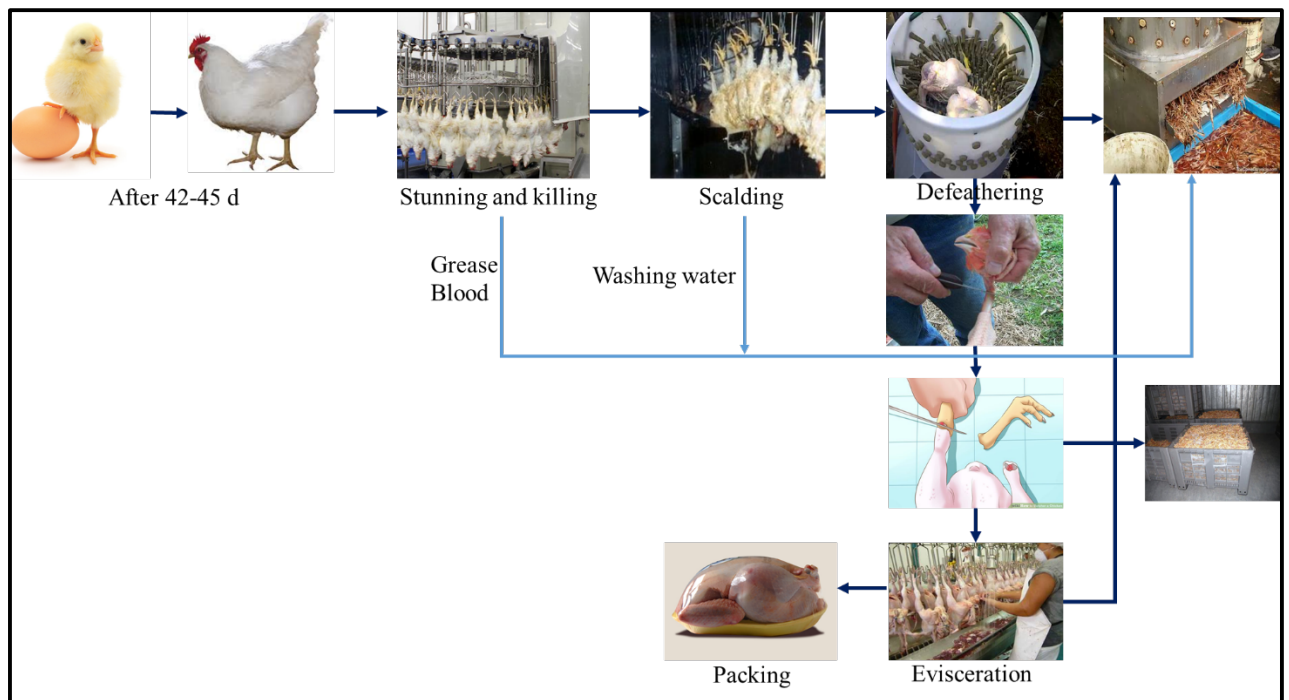 After 42-45 d
Stunning and killing
Scalding
Defeathering
Grease
Blood
Washing water
Packing
Evisceration